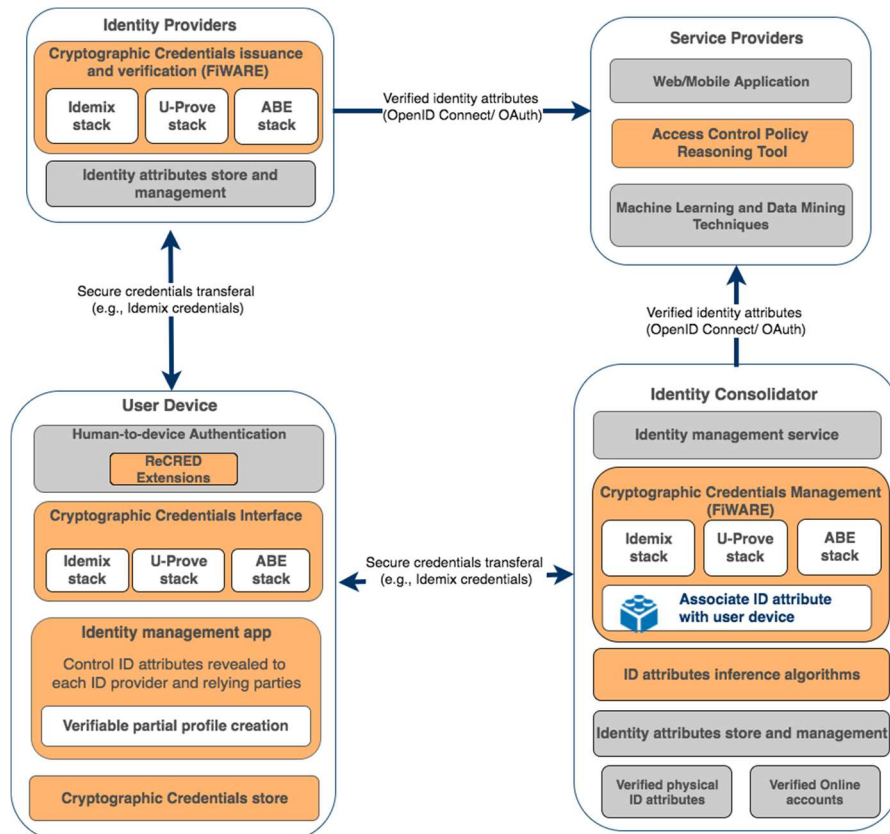 Identity Providers
Cryptographic Credentials issuance
and verification (FiWARE)
Idemix
stack
U-Prove
stack
ABE
stack
Identity attributes store and
management
Verified identity attributes
(OpenID Connect/ OAuth)
Service Providers
Web/Mobile Application
Access Control Policy
Reasoning Tool
Machine Learning and Data Mining
Techniques
Secure credentials transferal
(e.g., Idemix credentials)
Verified identity attributes
(OpenID Connect/ OAuth)
User Device
Human-to-device Authentication
ReCRED
Extensions
Cryptographic Credentials Interface
Idemix
stack
U-Prove
stack
ABE
stack
Identity management app
Control ID attributes revealed to
each ID provider and relying parties
Verifiable partial profile creation
Cryptographic Credentials store
Secure credentials transferal
(e.g., Idemix credentials)
Identity Consolidator
Identity management service
Cryptographic Credentials Management
(FiWARE)
Idemix
stack
U-Prove
stack
ABE
stack
Associate ID attribute
with user device
ID attributes inference algorithms
Identity attributes store and management
Verified physical
ID attributes
Verified Online
accounts